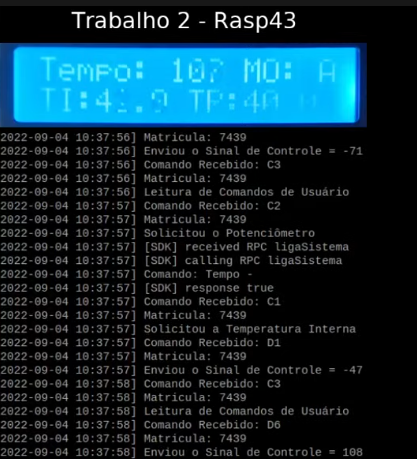 Trabalho 2 - Rasp43
Tempo: 107 MO: A
TI:41.9 TP:40
2022-09-04 10:37:56] Matricula: 7439
2022-09-04 10:37:56] Enviou o Sinal de Controle = -71
2022-09-04 10:37:56] Comando Recebido: C3
2022-09-04 10:37:56] Matricula: 7439
2022-09-04 10:37:56] Leitura de Comandos de Usuário
2022-09-04 10:37:57] Comando Recebido: C2
2022-09-04 10:37:57] Matricula: 7439
2022-09-04 10:37:57] Solicitou o Potenciômetro
2022-09-04 10:37:57] [SDK] received RPC ligaSistema
2022-09-04 10:37:57] [SDK] calling RPC ligaSistema
2022-09-04 10:37:57] Comando: Tempo -
2022-09-04 10:37:57] [SDK] response true
2022-09-04 10:37:57] Comando Recebido: C1
2022-09-04 10:37:57] Matricula: 7439
2022-09-04 10:37:57] Solicitou a Temperatura Interna
2022-09-04 10:37:57] Comando Recebido: D1
2022-09-04 10:37:57] Matricula: 7439
2022-09-04 10:37:57] Enviou o Sinal de Controle = -47
2022-09-04 10:37:58] Comando Recebido: C3
2022-09-04 10:37:58] Matricula: 7439
2022-09-04 10:37:58] Leitura de Comandos de Usuário
2022-09-04 10:37:58] Comando Recebido: D6
2022-09-04 10:37:58] Matricula: 7439
2022-09-04 10:37:58] Enviou o Sinal de Controle = 108